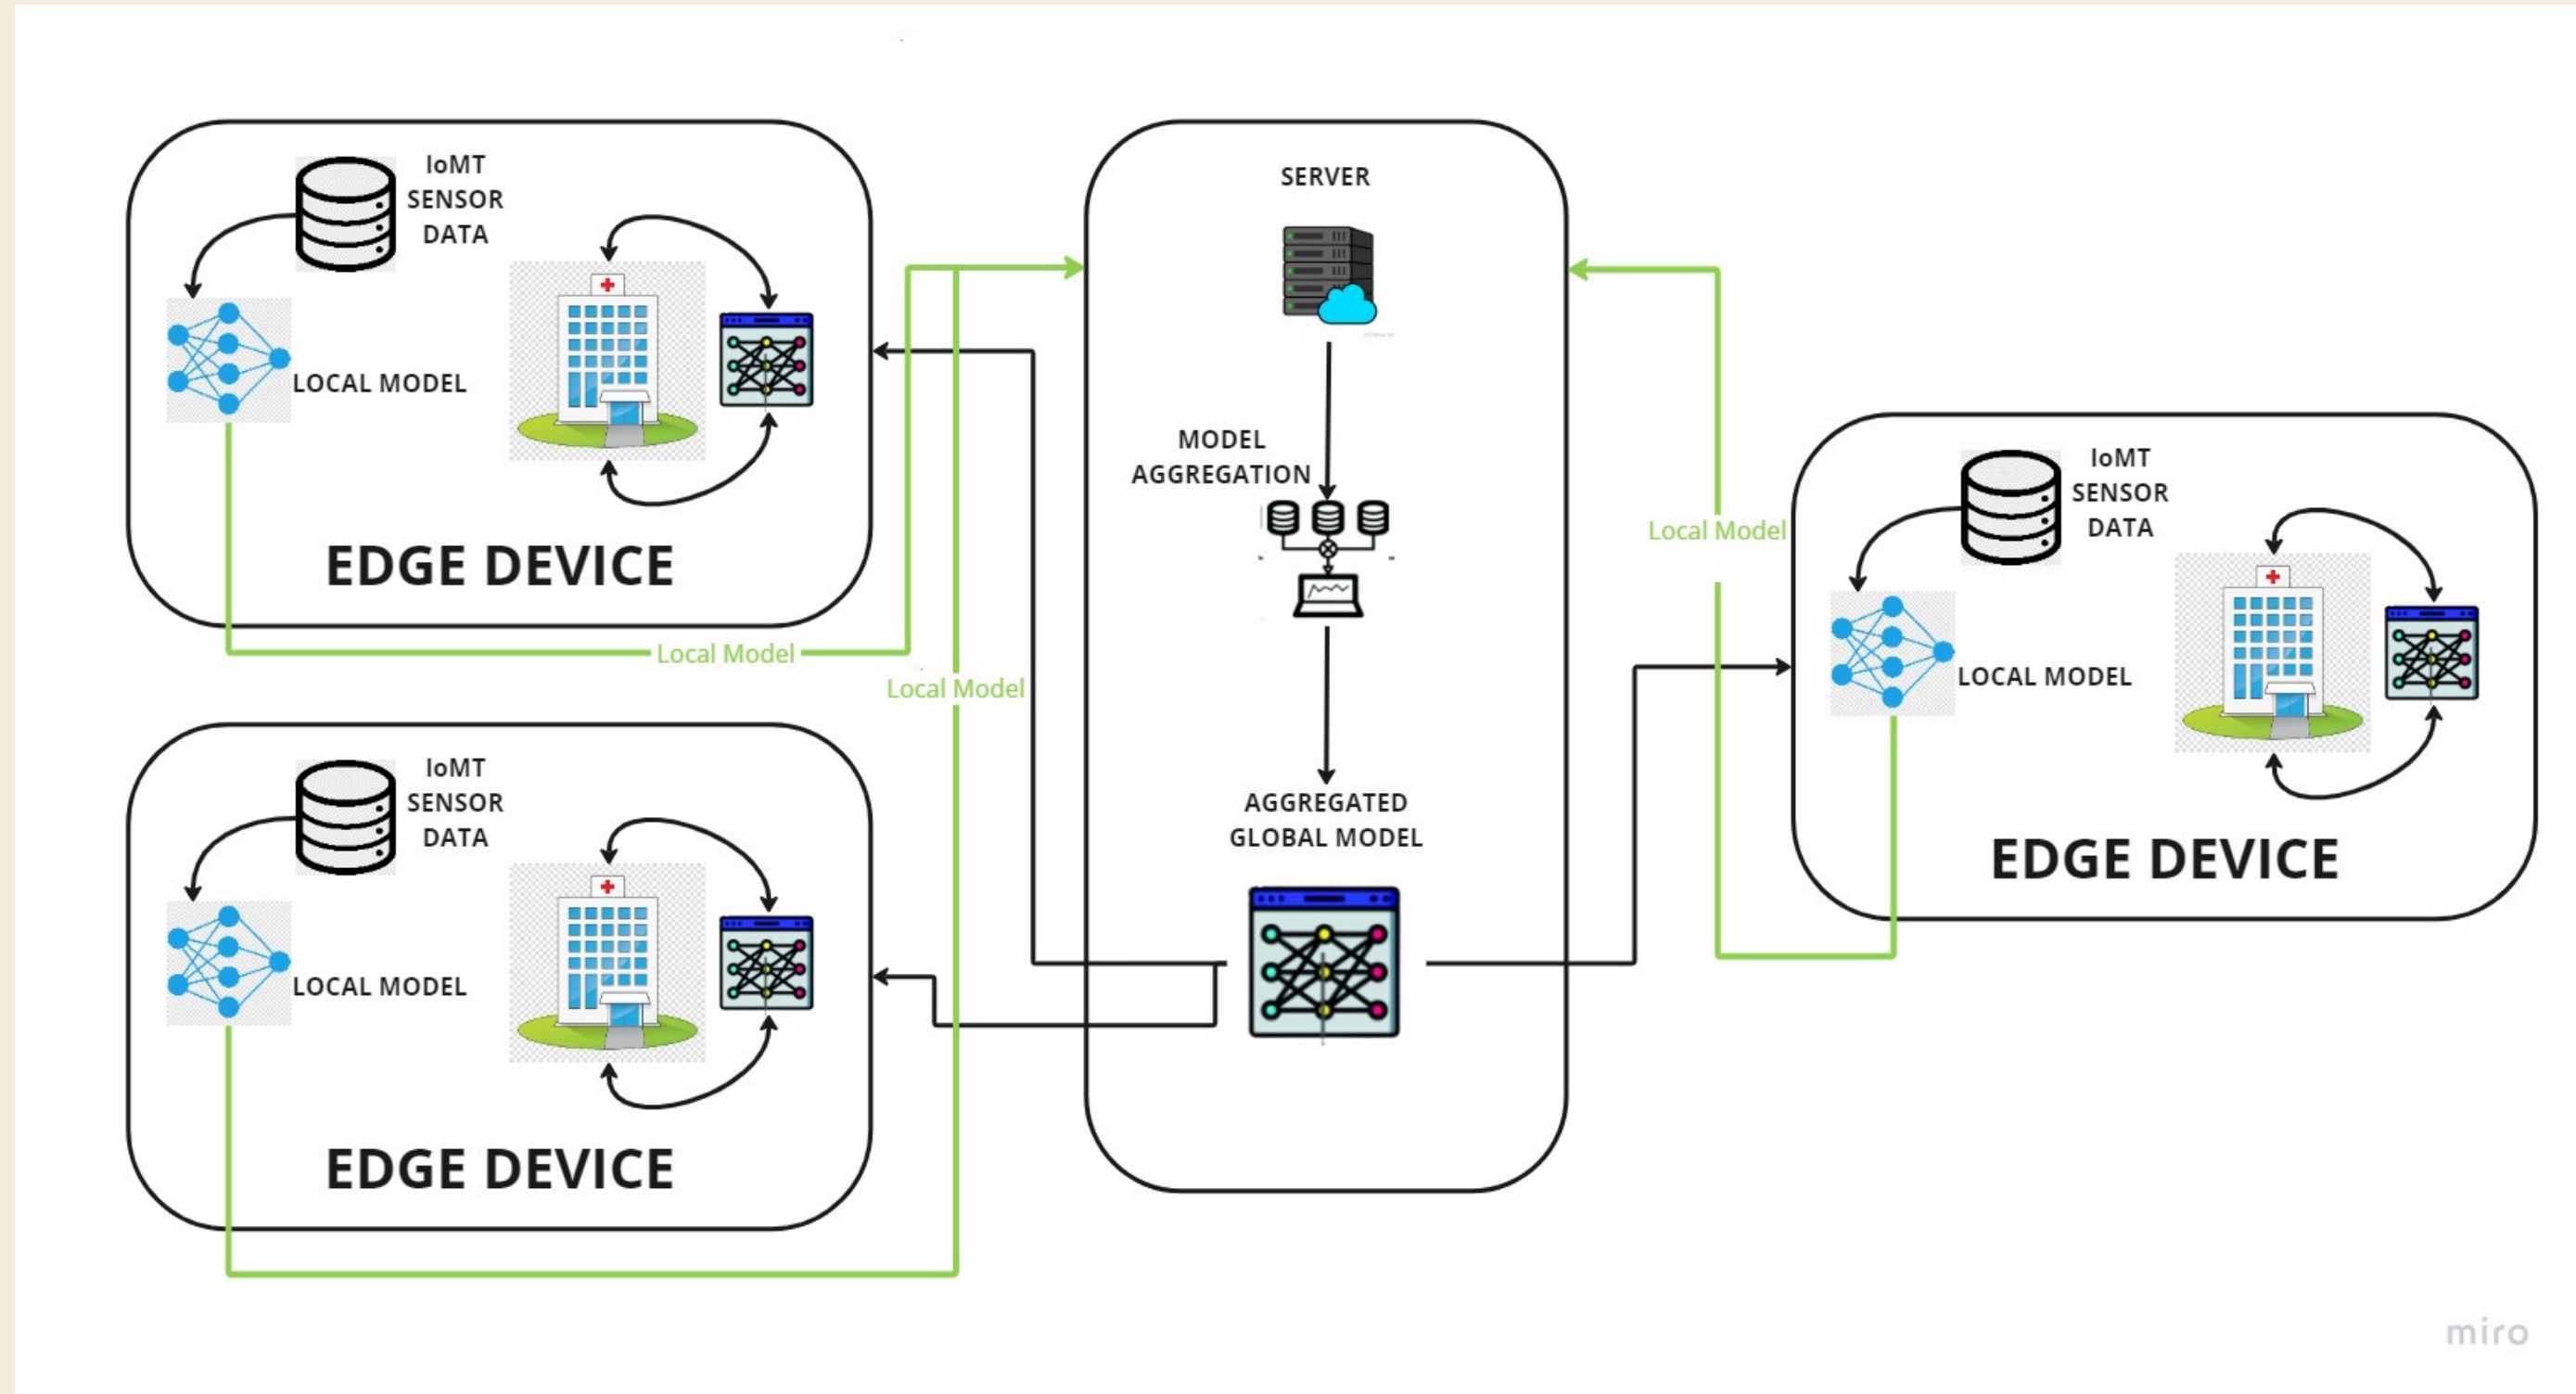 IoMT
SENSOR
DATA
LOCAL MODEL
EDGE DEVICE
Local Model
IoMT
SENSOR
DATA
LOCAL MODEL
EDGE DEVICE
Local Model
SERVER
MODEL
AGGREGATION
AGGREGATED
GLOBAL MODEL
Local Model
IoMT
SENSOR
DATA
LOCAL MODEL
EDGE DEVICE
miro